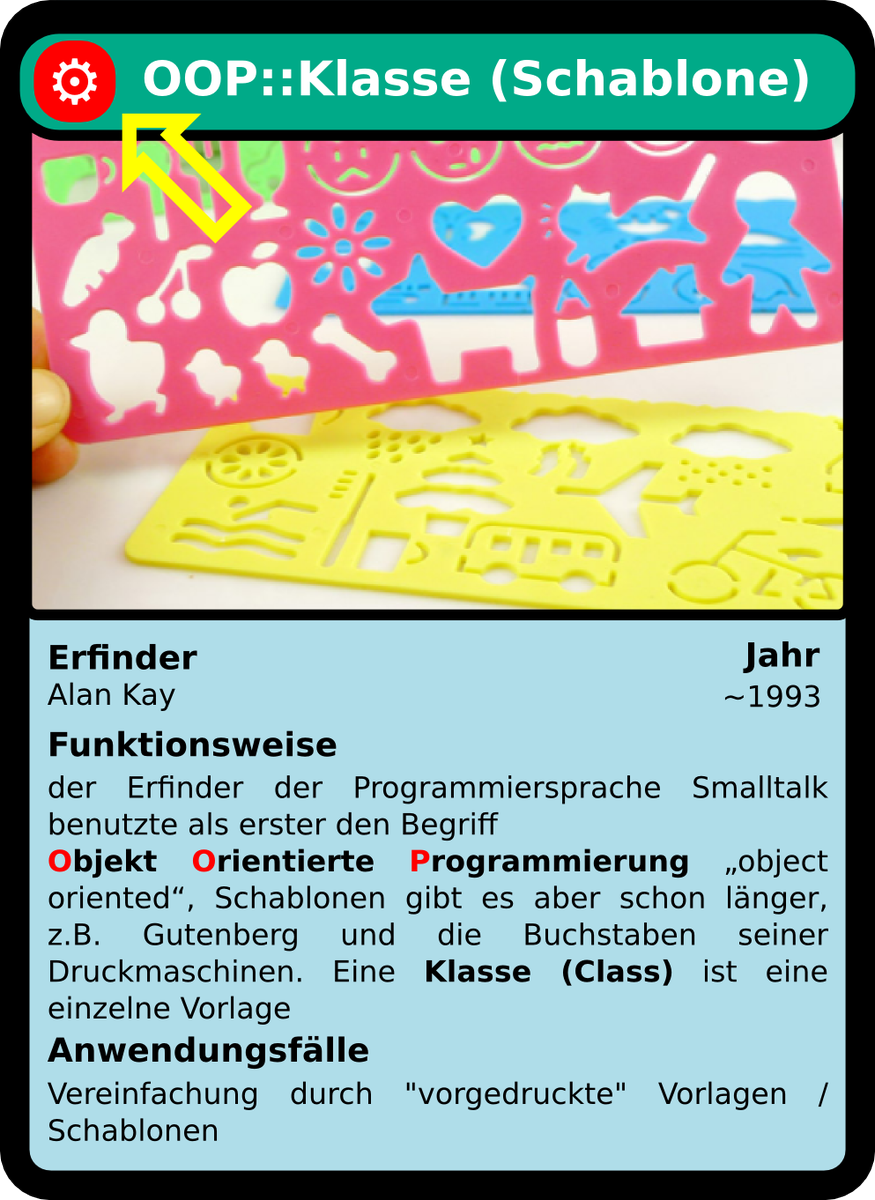 OOP::Klasse (Schablone)
Erfinder
Jahr
Alan Kay
~1993
Funktionsweise
der Erfinder der Programmiersprache Smalltalk
benutzte als erster den Begriff
Objekt Orientierte Programmierung „object
oriented“, Schablonen gibt es aber schon länger,
z.B. Gutenberg und die Buchstaben seiner
Druckmaschinen. Eine Klasse (Class) ist eine
einzelne Vorlage
Anwendungsfälle
Vereinfachung durch "vorgedruckte" Vorlagen /
Schablonen